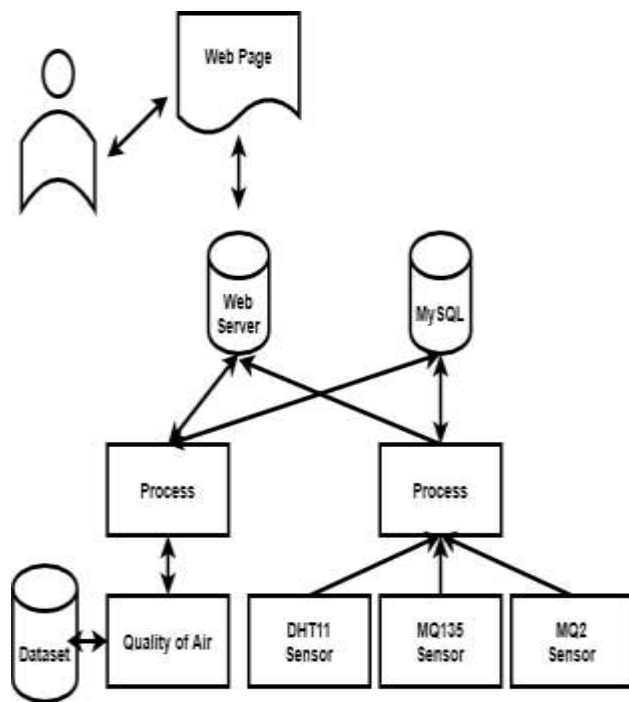 Web Page
Web
Server
MySQL
Process
Process
Dataset
Quality of Air
DHT11
Sensor
MQ135
Sensor
MQ2
Sensor